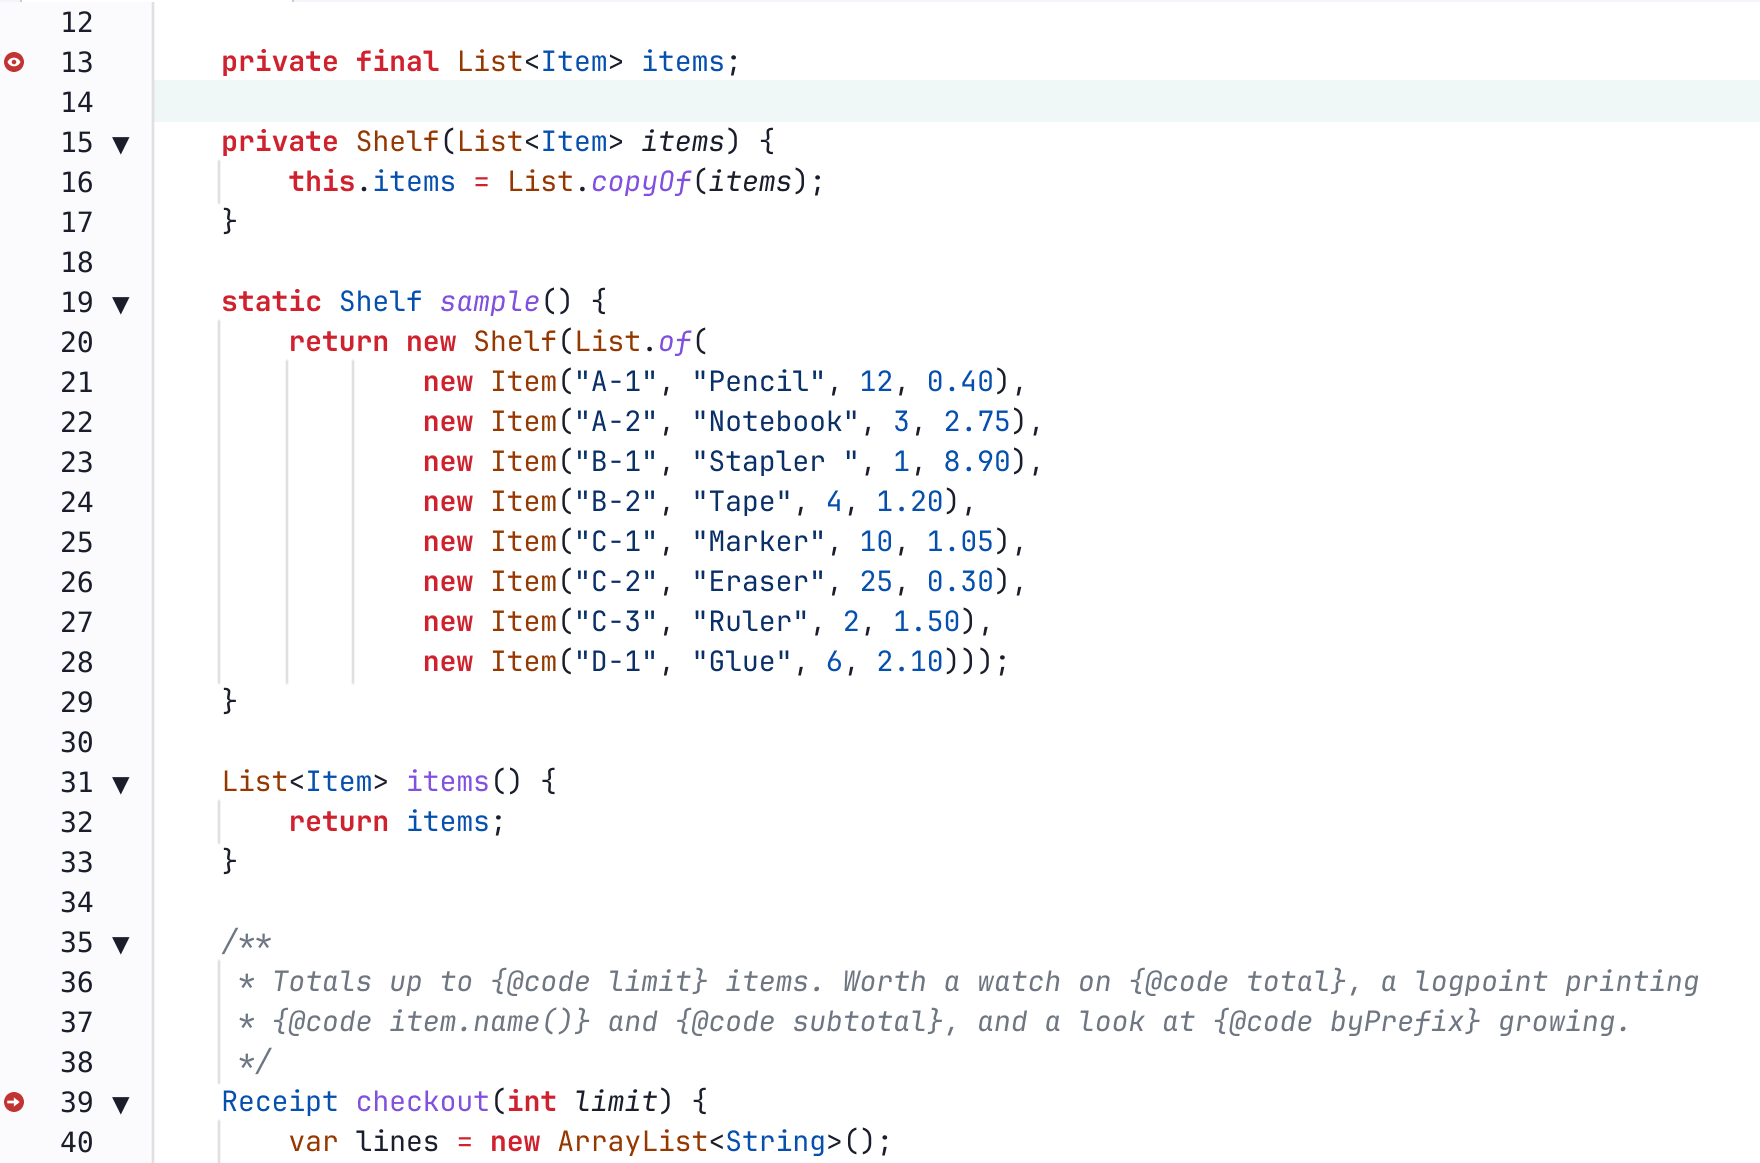 12
13 private final List<Item> items;
14
15 private Shelf(List<Item> items) {
16 this.items = List.copyOf(items);
17 }
18
19 static Shelf sample() {
20 return new Shelf(List.of(
21 new Item("A-1", "Pencil", 12, 0.40),
22 new Item("A-2", "Notebook", 3, 2.75),
23 new Item("B-1", "Stapler ", 1, 8.90),
24 new Item("B-2", "Tape", 4, 1.20),
25 new Item("C-1", "Marker", 10, 1.05),
26 new Item("C-2", "Eraser", 25, 0.30),
27 new Item("C-3", "Ruler", 2, 1.50),
28 new Item("D-1", "Glue", 6, 2.10)));
29 }
30
31 List<Item> items() {
32 return items;
33 }
34
35 /**
36 * Totals up to {@code limit} items. Worth a watch on {@code total}, a logpoint printing
37 * {@code item.name()} and {@code subtotal}, and a look at {@code byPrefix} growing.
38 */
39 Receipt checkout(int limit) {
40 var lines = new ArrayList<String>();